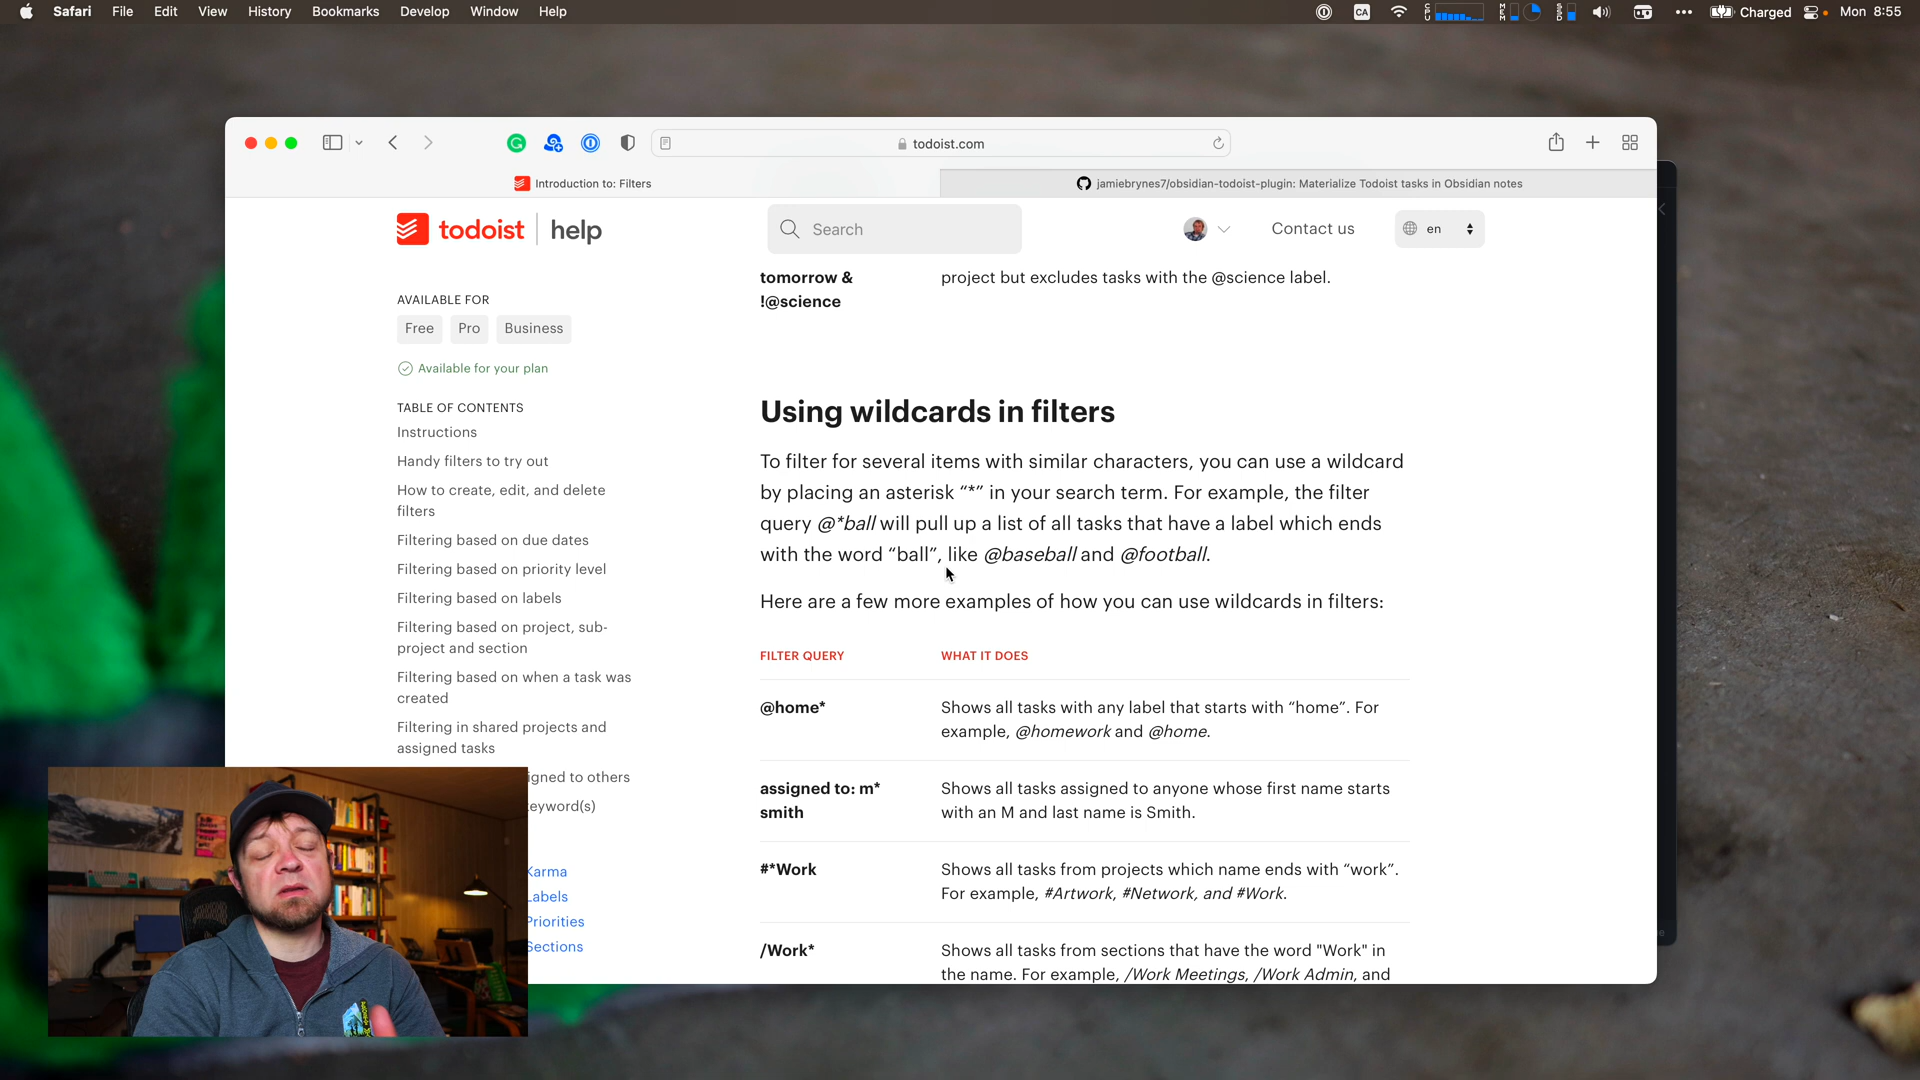 Safari File Edit View History Bookmarks Develop Window Help
CA
CPU
MEM
SSD
Charged
Mon 8:55
todoist.com
Introduction to: Filters
jamiebrynes7/obsidian-todoist-plugin: Materialize Todoist tasks in Obsidian notes
todoist help
Search
Contact us
en
AVAILABLE FOR
Free Pro Business
Available for your plan
TABLE OF CONTENTS
Instructions
Handy filters to try out
How to create, edit, and delete
filters
Filtering based on due dates
Filtering based on priority level
Filtering based on labels
Filtering based on project, sub-
project and section
Filtering based on when a task was
created
Filtering in shared projects and
assigned tasks
igned to others
eyword(s)
Karma
Labels
Priorities
Sections
tomorrow &
!@science
project but excludes tasks with the @science label.
Using wildcards in filters
To filter for several items with similar characters, you can use a wildcard
by placing an asterisk “*” in your search term. For example, the filter
query @*ball will pull up a list of all tasks that have a label which ends
with the word “ball”, like @baseball and @football.
Here are a few more examples of how you can use wildcards in filters:
FILTER QUERY
WHAT IT DOES
@home*
Shows all tasks with any label that starts with “home”. For
example, @homework and @home.
assigned to: m*
smith
Shows all tasks assigned to anyone whose first name starts
with an M and last name is Smith.
#*Work
Shows all tasks from projects which name ends with “work”.
For example, #Artwork, #Network, and #Work.
/Work*
Shows all tasks from sections that have the word "Work" in
the name. For example, /Work Meetings, /Work Admin, and